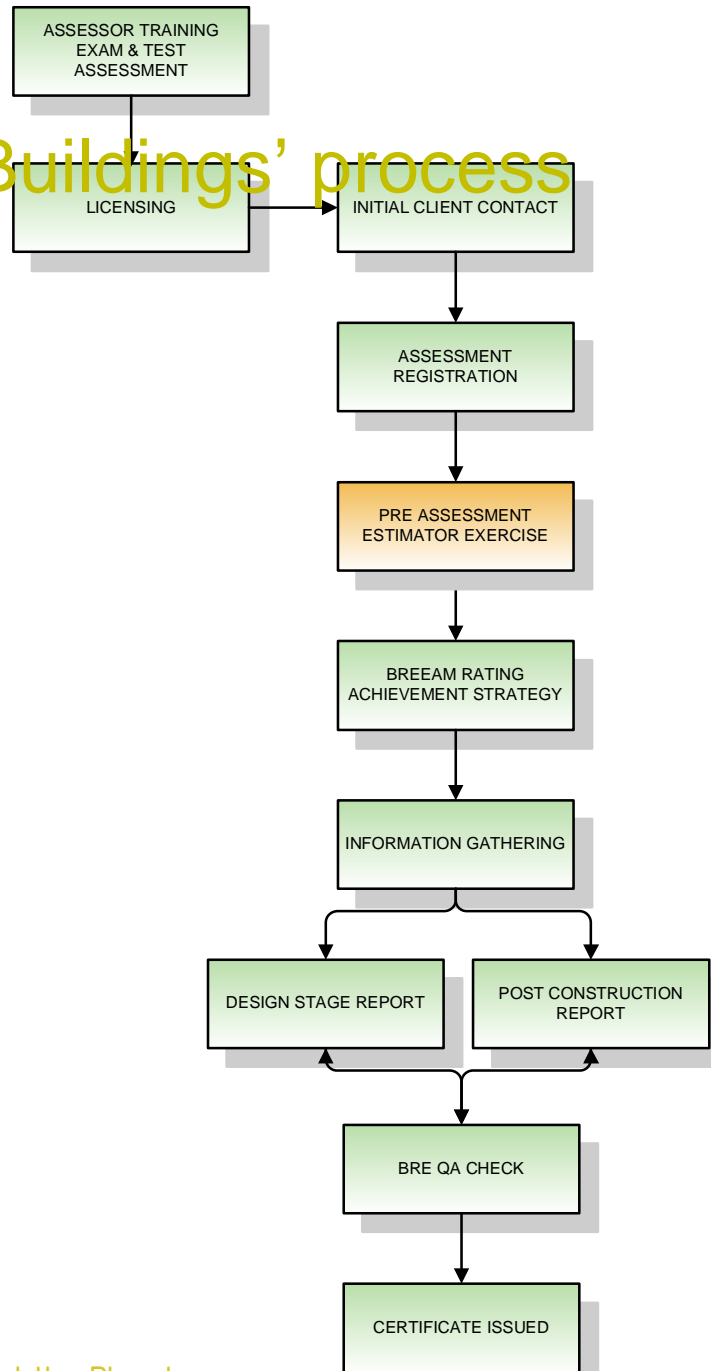 ASSESSOR TRAINING
EXAM & TEST
ASSESSMENT
Buildings’ process
LICENSING
INITIAL CLIENT CONTACT
ASSESSMENT
REGISTRATION
PRE ASSESSMENT
ESTIMATOR EXERCISE
BREEAM RATING
ACHIEVEMENT STRATEGY
INFORMATION GATHERING
DESIGN STAGE REPORT
POST CONSTRUCTION
REPORT
BRE QA CHECK
CERTIFICATE ISSUED